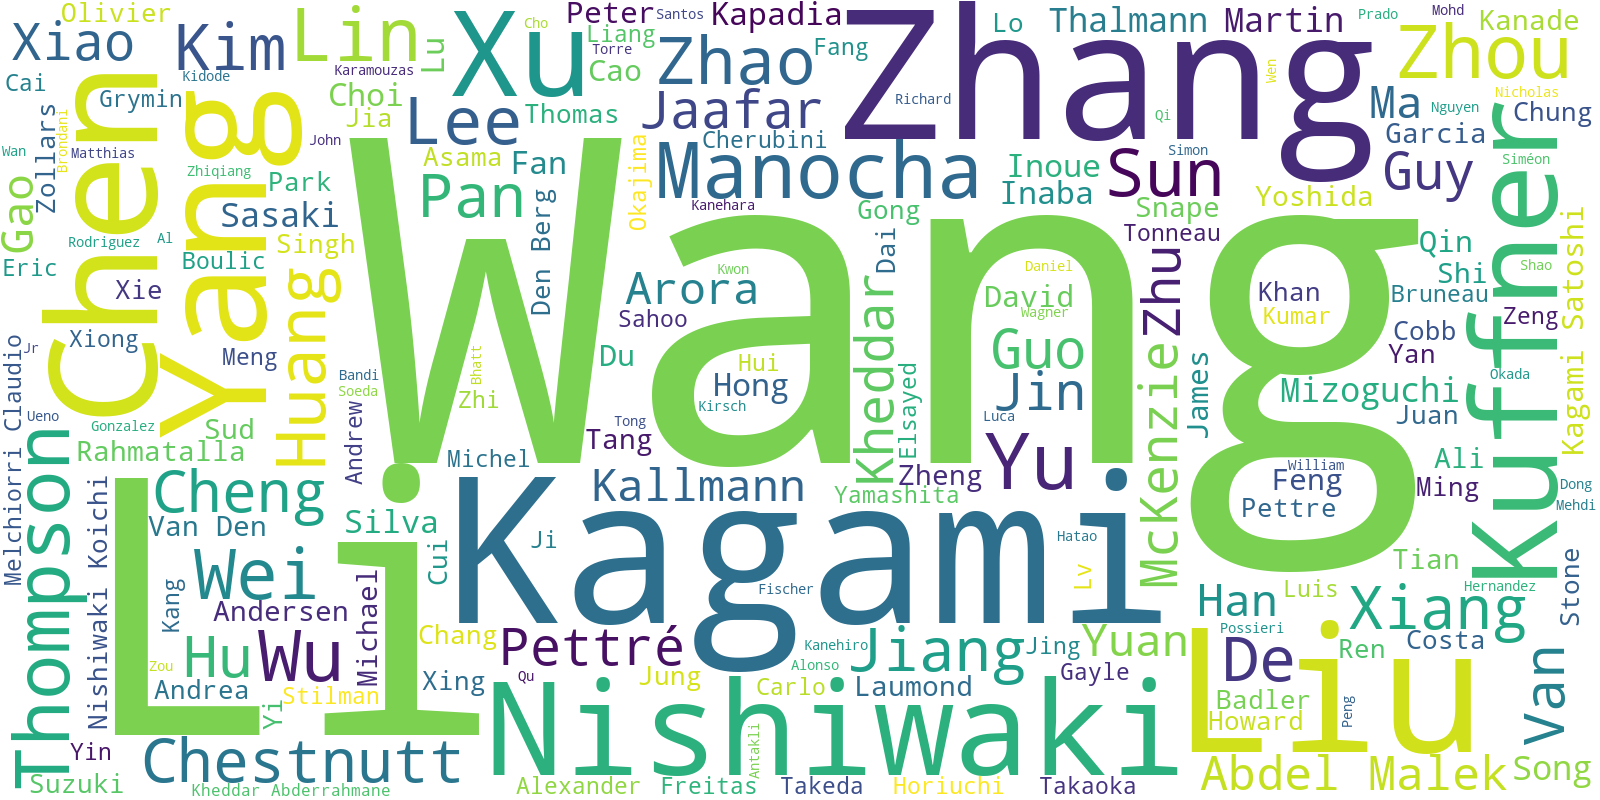 Olivier
Xiao
Kim
Lin
Lu
Xu
Cho
Peter
Santos
Kapadia
Liang
Torre
Zhao
Fang
Zhang
Lo
Thalmann
Martin
Prado
Mohd
Kanade
Zhou
Cai
Kidode
Karamouzas
Cao
Wen
Grymin
Choi
Jaafar
Richard
Ma
Nguyen
Nicholas
Chung
Zollars
Chen
Yang
Jia
Lee
Thomas
Qi
Garcia
Wan
Brondani
Matthias
John
Cherubini
Asama
Fan
Okajima
Manocha
Simon
Siméon
Zhiqiang
Park
Pan
Inoue
Sun
Guy
Kuffner
Gao
Sasaki
Kanehara
Inaba
Yoshida
Gong
Snape
Rodriguez
Al
Singh
Den Berg
Dai
Tonneau
Qin
Satoshi
Eric
Boulic
Huang
Wang
Kwon
Daniel
Shi
Shao
Xie
Arora
Kheddar
David
Zhu
Khan
Bruneau
Sahoo
Wagner
Kumar
Zeng
Xiong
Cobb
Jr
Meng
Du
Hui
Guo
Yan
Melchiorri Claudio
Bandi
Bhatt
Hong
Elsayed
Jin
McKenzie
James
Mizoguchi
Okada
Kagami
Soeda
Zhi
Kirsch
Luca
Juan
Ueno
Gonzalez
Sud
Andrew
Tong
Tang
Yu
Rahmatalla
Michel
Zheng
William
Ali
Thompson
Cheng
Li
Kagami
Kallmann
Yamashita
Feng
Ming
Dong
Nishiwaki Koichi
Silva
Pettre
Mehdi
Van Den
Ji
Hatao
Cui
Tian
Wei
Kang
Fischer
Lv
Luis
Hernandez
Stone
Andersen
Han
Xiang
Michael
Chang
Possieri
Hu
Wu
Pettré
Kanehiro
Jiang
Jing
Yuan
Liu
Ren
Costa
Zou
Alonso
De
Andrea
Stilman
Xing
Qu
Jung
Carlo
Laumond
Gayle
Badler
Van
Yi
Nishiwaki
Howard
Peng
Yin
Chestnutt
Antakli
Abdel Malek
Song
Suzuki
Kheddar Abderrahmane
Alexander
Freitas
Takeda
Horiuchi
Takaoka